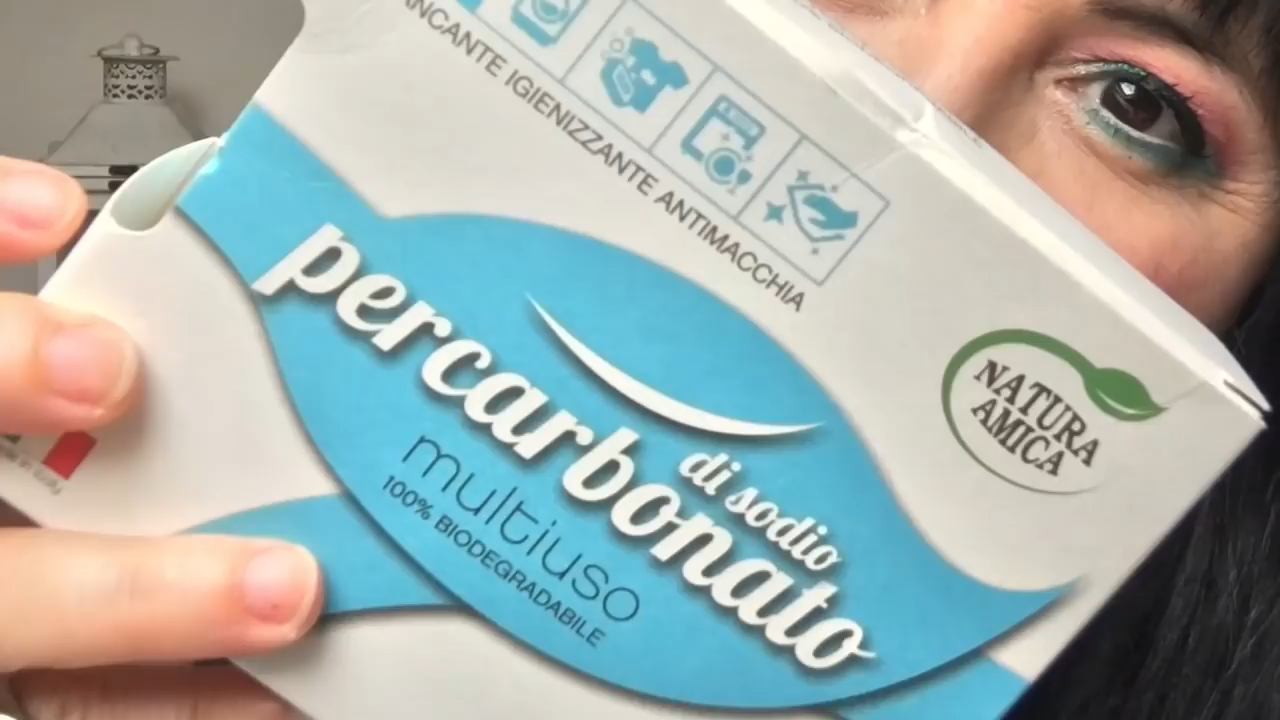 ANCANTE IGIENIZZANTE ANTIMACCHIA
NATURA
AMICA
percarbonato
di sodio
multiuso
100% BIODEGRADABILE